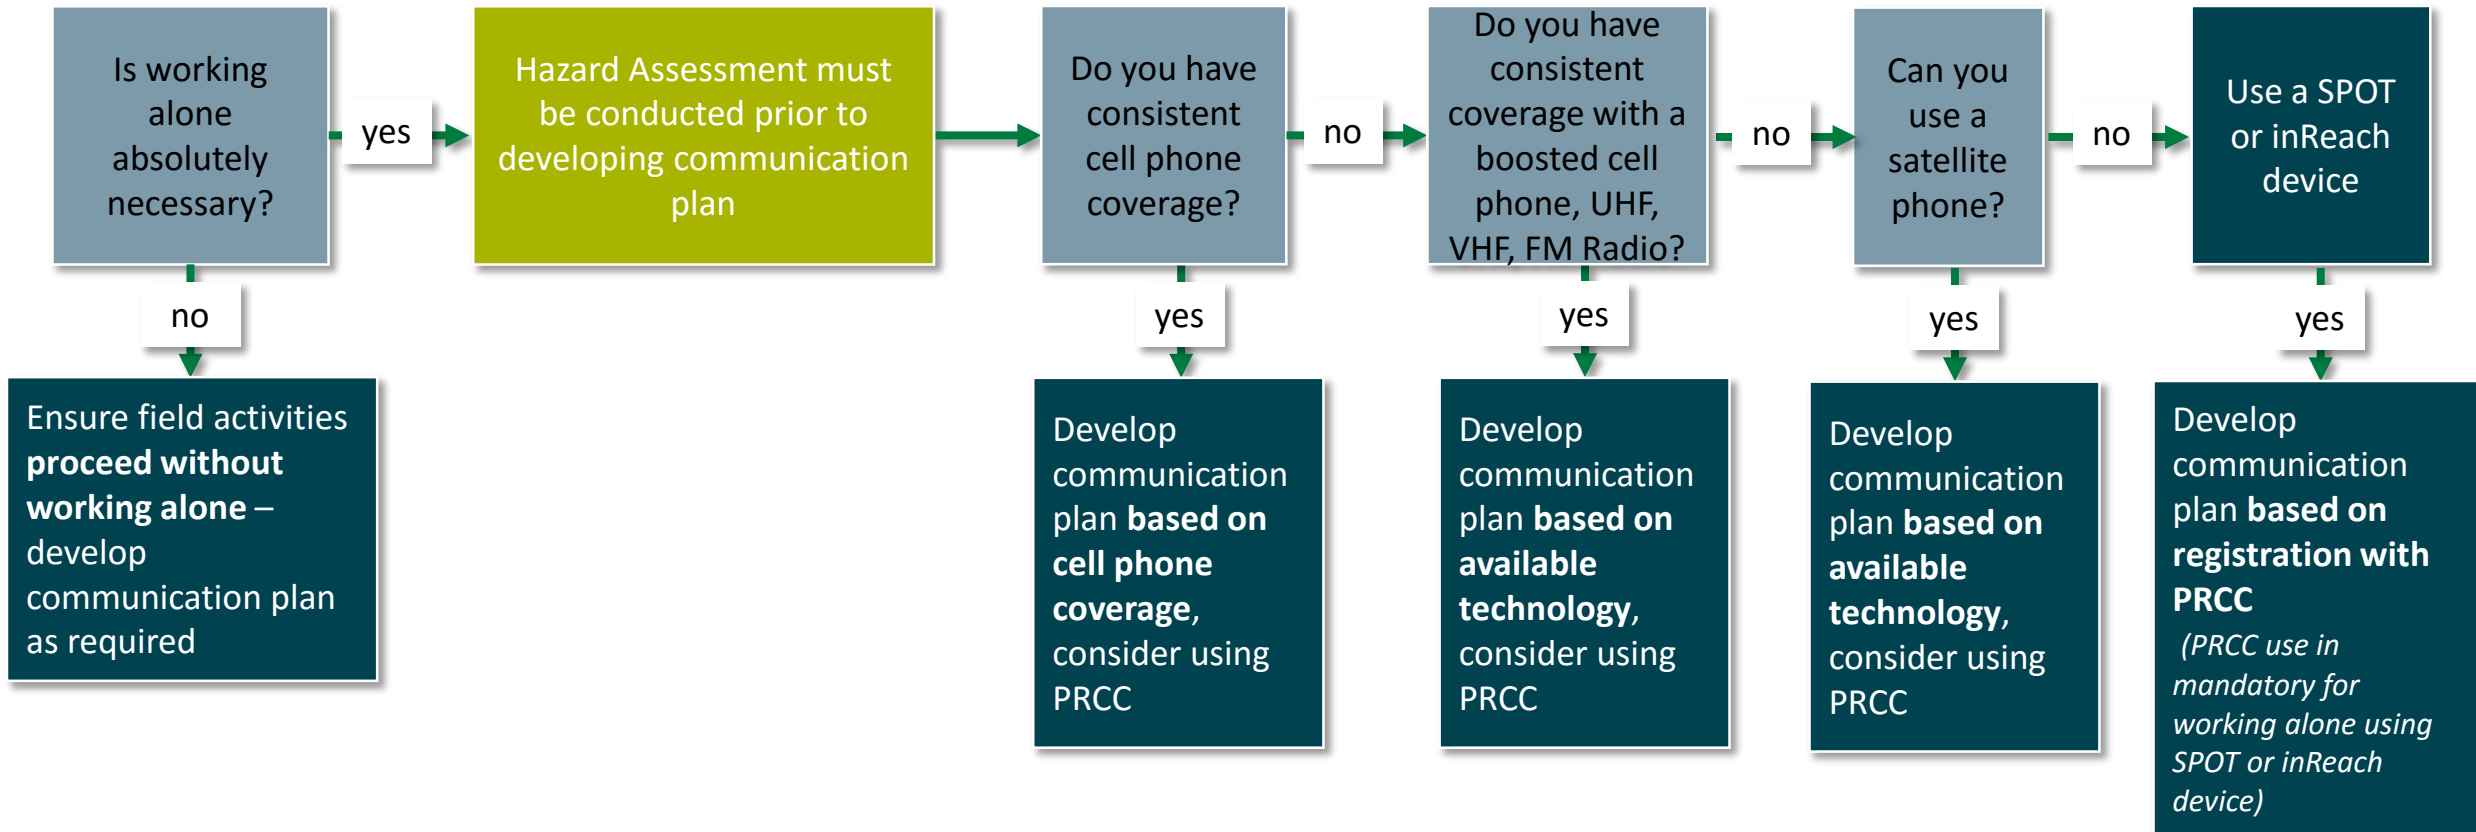 Is working
alone
absolutely
necessary?
yes
Hazard Assessment must
be conducted prior to
developing communication
plan
Do you have
consistent
cell phone
coverage?
no
Do you have
consistent
coverage with a
boosted cell
phone, UHF,
VHF, FM Radio?
no
Can you
use a
satellite
phone?
no
Use a SPOT
or inReach
device
no
yes
yes
yes
yes
Ensure field activities
proceed without
working alone –
develop
communication plan
as required
Develop
communication
plan based on
cell phone
coverage,
consider using
PRCC
Develop
communication
plan based on
available
technology,
consider using
PRCC
Develop
communication
plan based on
available
technology,
consider using
PRCC
Develop
communication
plan based on
registration with
PRCC
(PRCC use in
mandatory for
working alone using
SPOT or inReach
device)